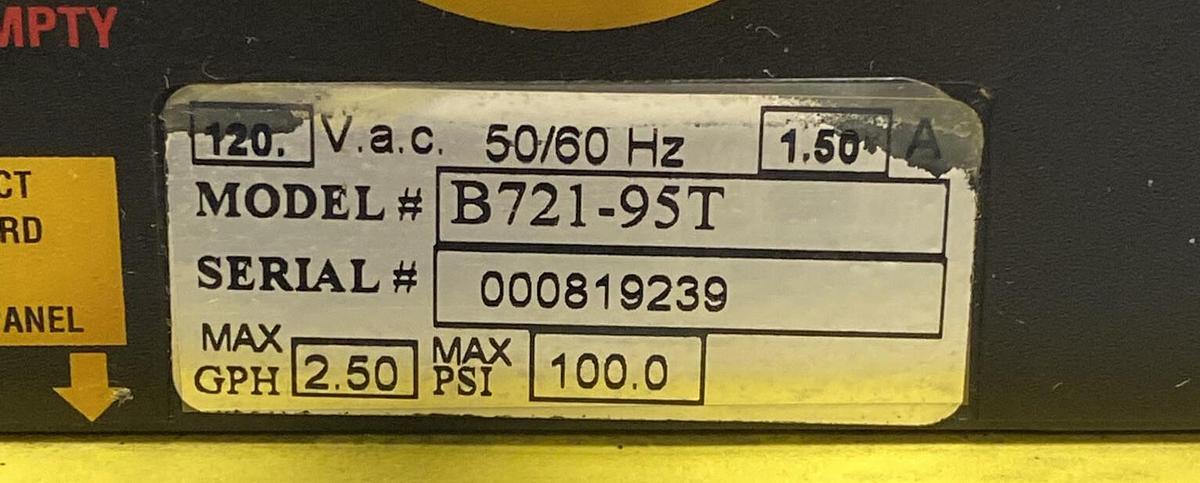 MPTY
120. V.a.c. 50/60 Hz 1.50 A
MODEL # B721-95T
SERIAL # 000819239
MAX GPH 2.50 MAX PSI 100.0
CT
RD
ANEL